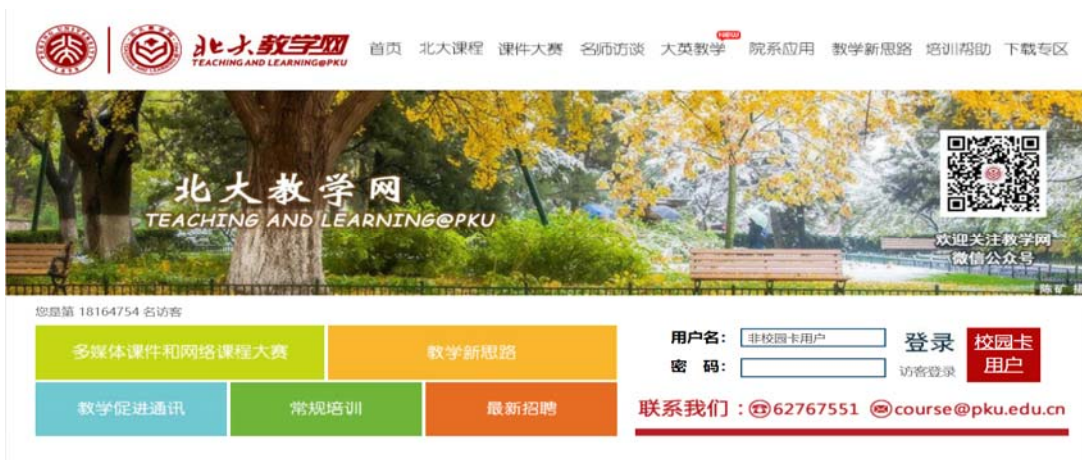 北大教学网
TEACHING AND LEARNING@PKU
首页 北大课程 课件大赛 名师访谈 大英教学 NEW 院系应用 教学新思路 培训帮助 下载专区
北大教学网
TEACHING AND LEARNING@PKU
欢迎关注教学网
微信公众号
您是第 18164754 名访客
多媒体课件和网络课程大赛 教学新思路
教学促进通讯 常规培训 最新招聘
用户名： 非校园卡用户 登录 校园卡
密 码： 访客登录 用户
联系我们：62767551 course@pku.edu.cn